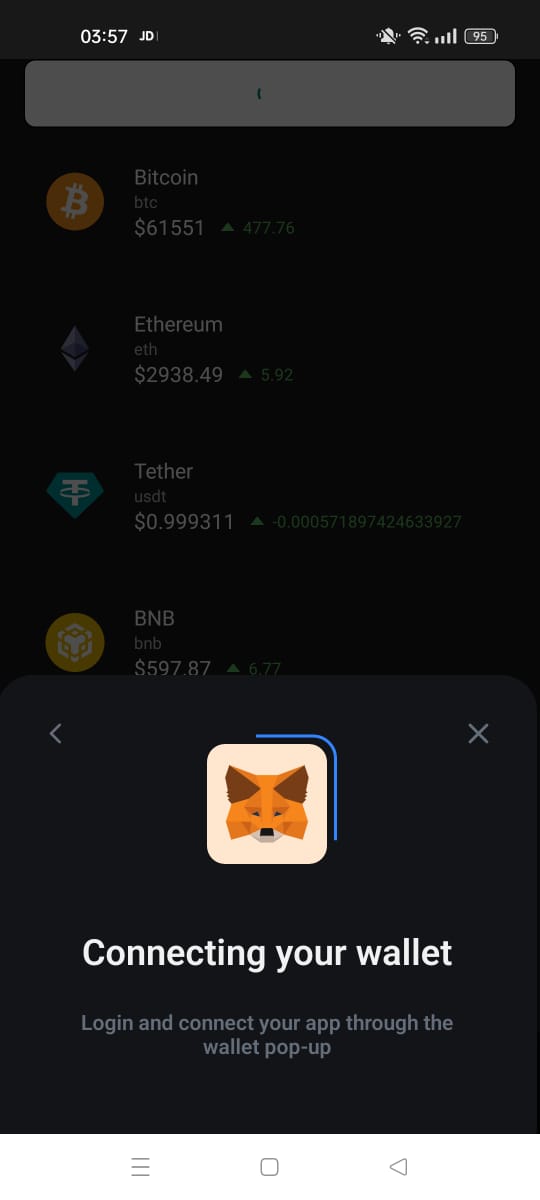 03:57 JD
95
Bitcoin
btc
$61551 ▲ 477.76
Ethereum
eth
$2938.49 ▲ 5.92
Tether
usdt
$0.999311 ▲ -0.000571897424633927
BNB
bnb
$597.87 ▲ 6.77
Connecting your wallet
Login and connect your app through the
wallet pop-up